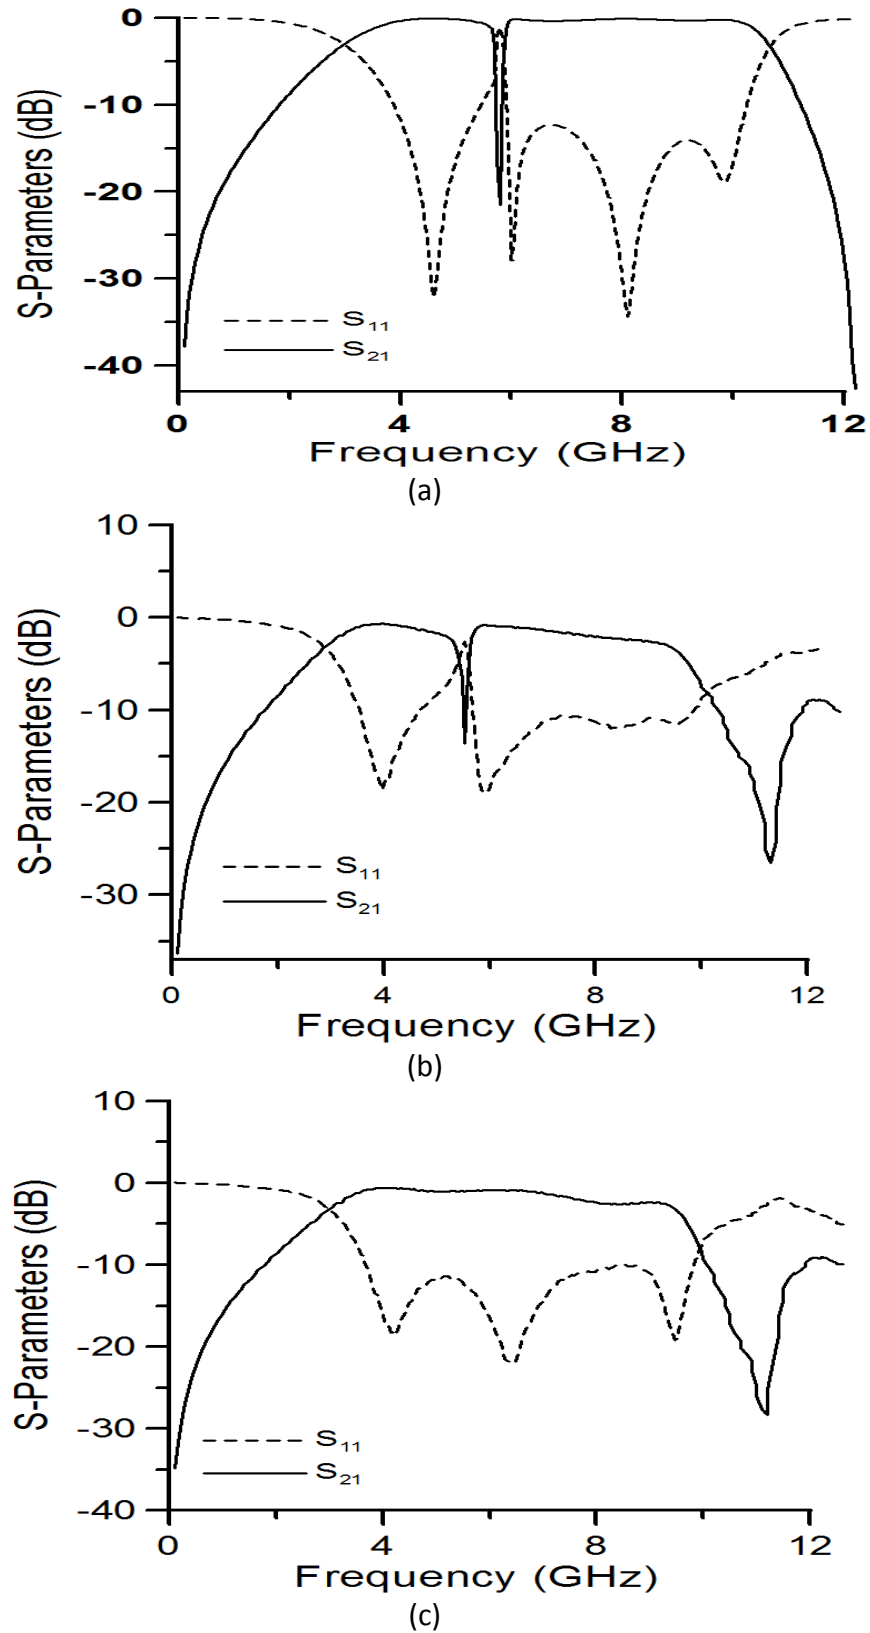 0
-10
-20
-30
-40
S-Parameters (dB)
S11
S21
0 4 8 12
Frequency (GHz)
(a)
10
0
-10
-20
-30
S-Parameters (dB)
S11
S21
0 4 8 12
Frequency (GHz)
(b)
10
0
-10
-20
-30
-40
S-Parameters (dB)
S11
S21
0 4 8 12
Frequency (GHz)
(c)